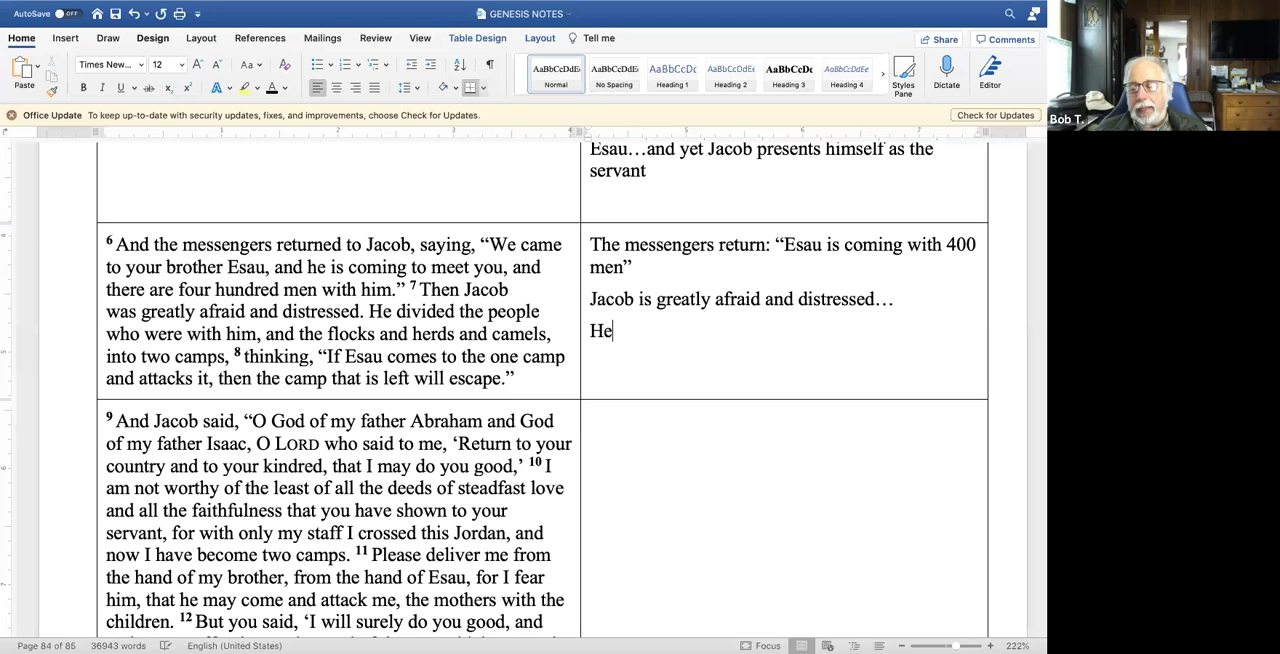 AutoSave OFF
GENESIS NOTES
Home Insert Draw Design Layout References Mailings Review View Table Design Layout Tell me
Share Comments
Paste
Times New... 12
AaBbCcDdEe AaBbCcDdEe AaBbCcDc AaBbCcDdEe AaBbCcDc AaBbCcDdEe
Normal No Spacing Heading 1 Heading 2 Heading 3 Heading 4
Styles Pane
Dictate
Editor
Office Update To keep up-to-date with security updates, fixes, and improvements, choose Check for Updates.
Check for Updates
Bob T.
Esau…and yet Jacob presents himself as the
servant
6 And the messengers returned to Jacob, saying, “We came
to your brother Esau, and he is coming to meet you, and
there are four hundred men with him.” 7 Then Jacob
was greatly afraid and distressed. He divided the people
who were with him, and the flocks and herds and camels,
into two camps, 8 thinking, “If Esau comes to the one camp
and attacks it, then the camp that is left will escape.”
The messengers return: “Esau is coming with 400
men”
Jacob is greatly afraid and distressed…
He
9 And Jacob said, “O God of my father Abraham and God
of my father Isaac, O LORD who said to me, ‘Return to your
country and to your kindred, that I may do you good,’ 10 I
am not worthy of the least of all the deeds of steadfast love
and all the faithfulness that you have shown to your
servant, for with only my staff I crossed this Jordan, and
now I have become two camps. 11 Please deliver me from
the hand of my brother, from the hand of Esau, for I fear
him, that he may come and attack me, the mothers with the
children. 12 But you said, ‘I will surely do you good, and
Page 84 of 85 36943 words English (United States) Focus 222%